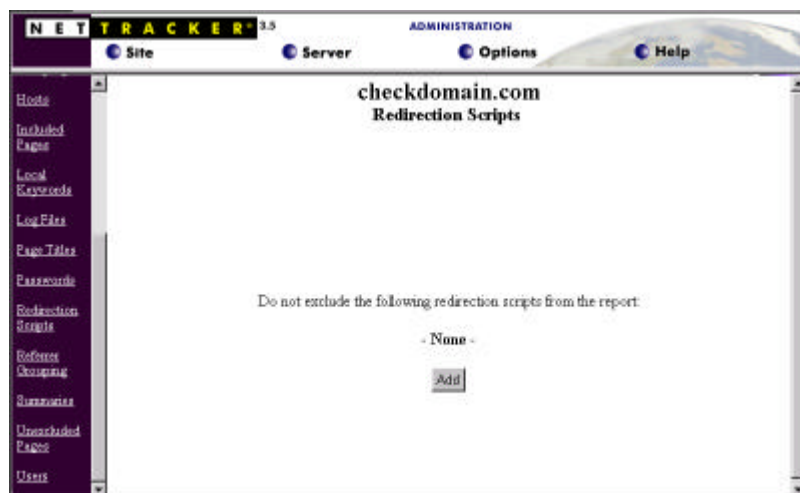 NET TRACKER® 3.5
ADMINISTRATION
Site
Server
Options
Help
Hosts
Included
Pages
Local
Keywords
Log Files
Page Titles
Passwords
Redirection
Scripts
Referrer
Grouping
Summaries
Unexcluded
Pages
Users
checkdomain.com
Redirection Scripts
Do not exclude the following redirection scripts from the report:
- None -
Add